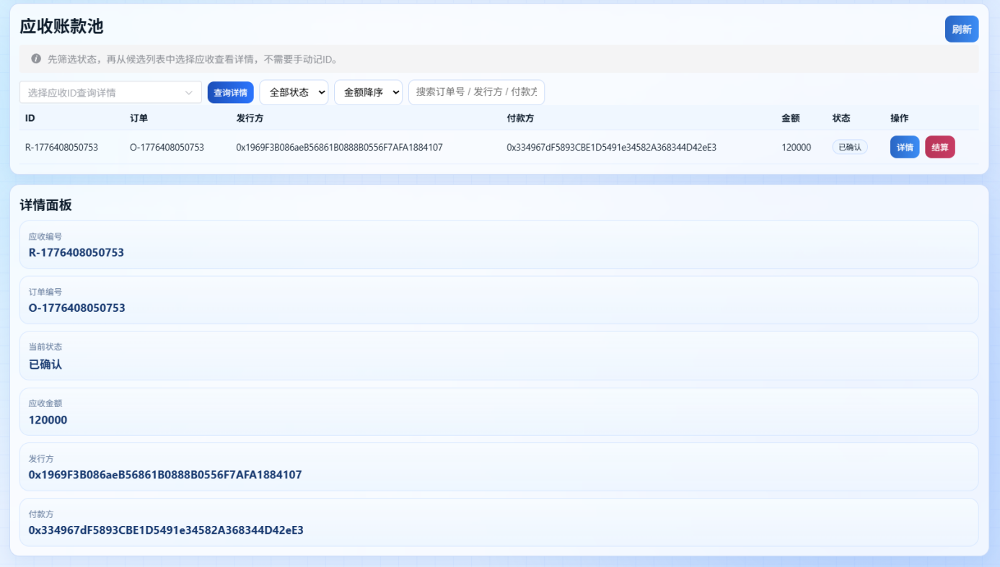 应收账款池
刷新
先筛选状态，再从候选列表中选择应收查看详情，不需要手动记ID。
选择应收ID查询详情 查询详情 全部状态 金额降序 搜索订单号 / 发行方 / 付款方
ID 订单 发行方 付款方 金额 状态 操作
R-1776408050753 O-1776408050753 0x1969F3B086aeB56861B0888B0556F7AFA1884107 0x334967dF5893CBE1D5491e34582A368344D42eE3 120000 已确认 详情 结算
详情面板
应收编号
R-1776408050753
订单编号
O-1776408050753
当前状态
已确认
应收金额
120000
发行方
0x1969F3B086aeB56861B0888B0556F7AFA1884107
付款方
0x334967dF5893CBE1D5491e34582A368344D42eE3